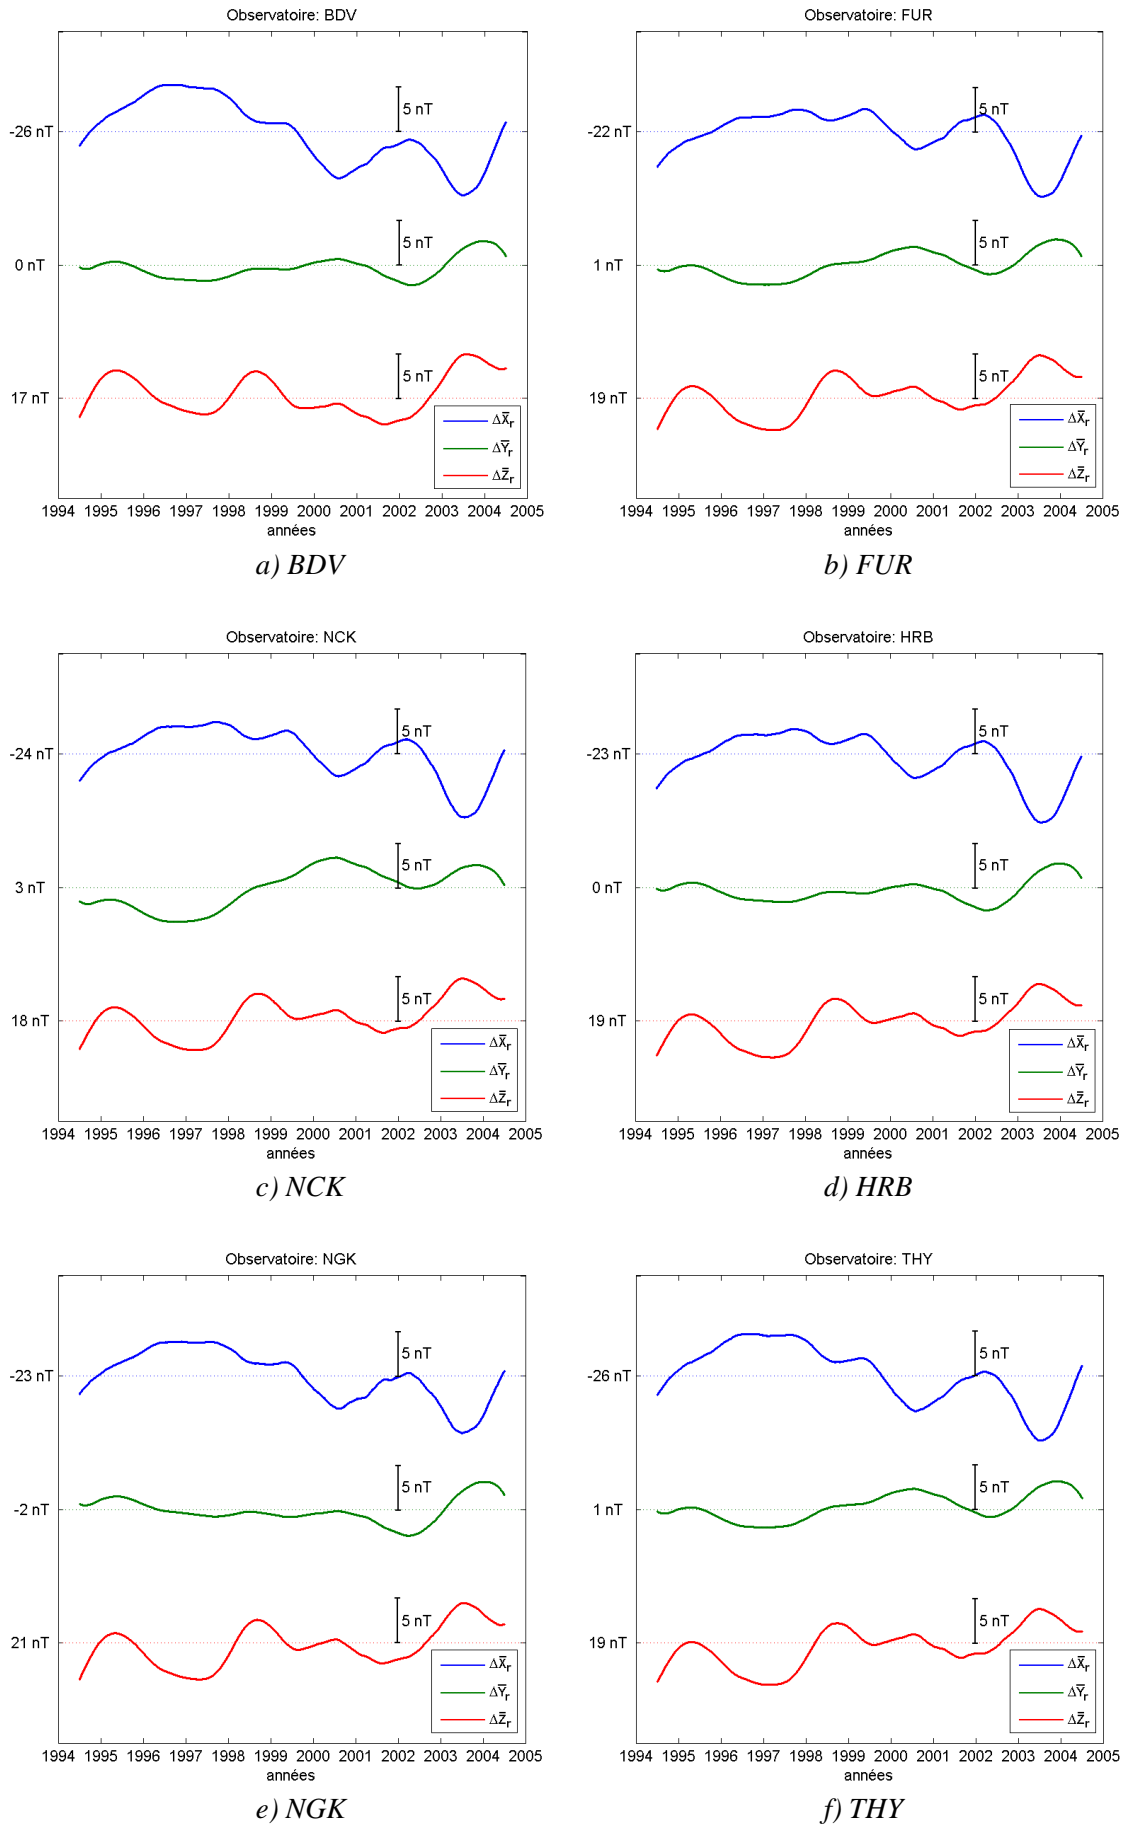 Observatoire: BDV
-26 nT
5 nT
0 nT
5 nT
17 nT
5 nT
ΔX̄r
ΔȲr
ΔZ̄r
1994 1995 1996 1997 1998 1999 2000 2001 2002 2003 2004 2005
années
a) BDV
Observatoire: FUR
-22 nT
5 nT
1 nT
5 nT
19 nT
5 nT
ΔX̄r
ΔȲr
ΔZ̄r
1994 1995 1996 1997 1998 1999 2000 2001 2002 2003 2004 2005
années
b) FUR
Observatoire: NCK
-24 nT
5 nT
3 nT
5 nT
18 nT
5 nT
ΔX̄r
ΔȲr
ΔZ̄r
1994 1995 1996 1997 1998 1999 2000 2001 2002 2003 2004 2005
années
c) NCK
Observatoire: HRB
-23 nT
5 nT
0 nT
5 nT
19 nT
5 nT
ΔX̄r
ΔȲr
ΔZ̄r
1994 1995 1996 1997 1998 1999 2000 2001 2002 2003 2004 2005
années
d) HRB
Observatoire: NGK
-23 nT
5 nT
-2 nT
5 nT
21 nT
5 nT
ΔX̄r
ΔȲr
ΔZ̄r
1994 1995 1996 1997 1998 1999 2000 2001 2002 2003 2004 2005
années
e) NGK
Observatoire: THY
-26 nT
5 nT
1 nT
5 nT
19 nT
5 nT
ΔX̄r
ΔȲr
ΔZ̄r
1994 1995 1996 1997 1998 1999 2000 2001 2002 2003 2004 2005
années
f) THY